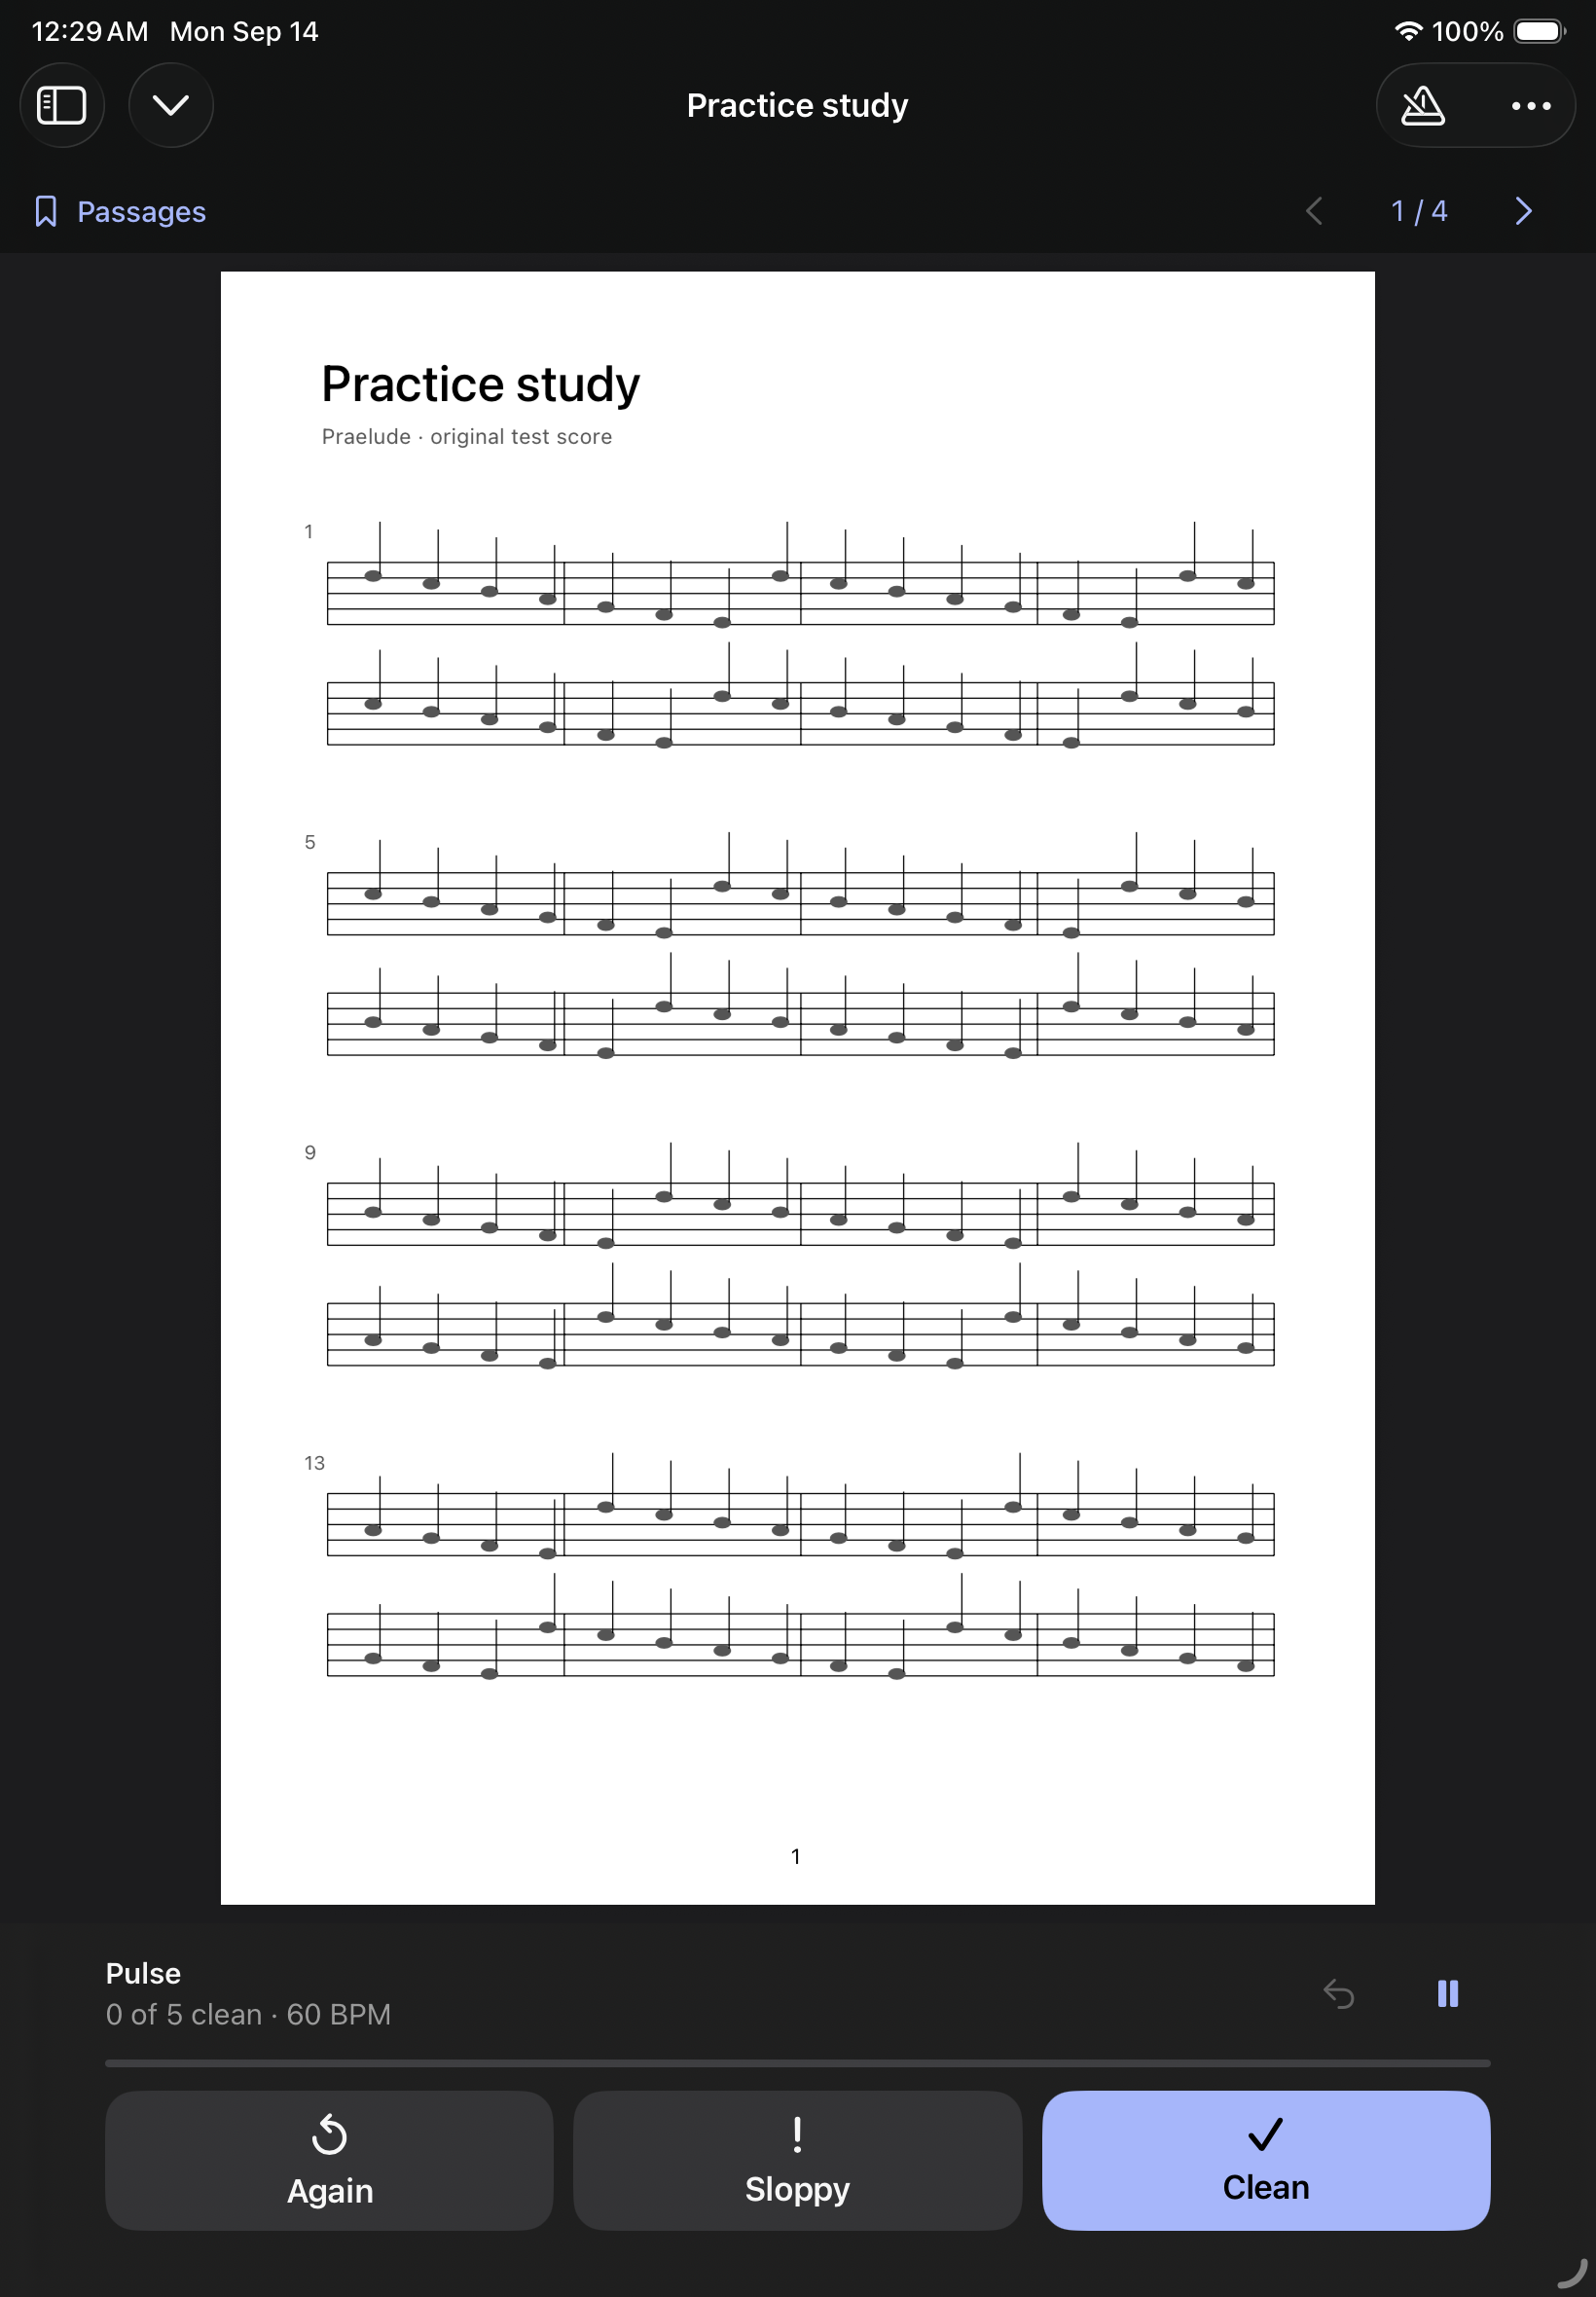 12:29 AM Mon Sep 14 100%
Practice study
Passages 1 / 4
Practice study
Praelude · original test score
1
5
9
13
1
Pulse
0 of 5 clean · 60 BPM
Again ! Sloppy Clean